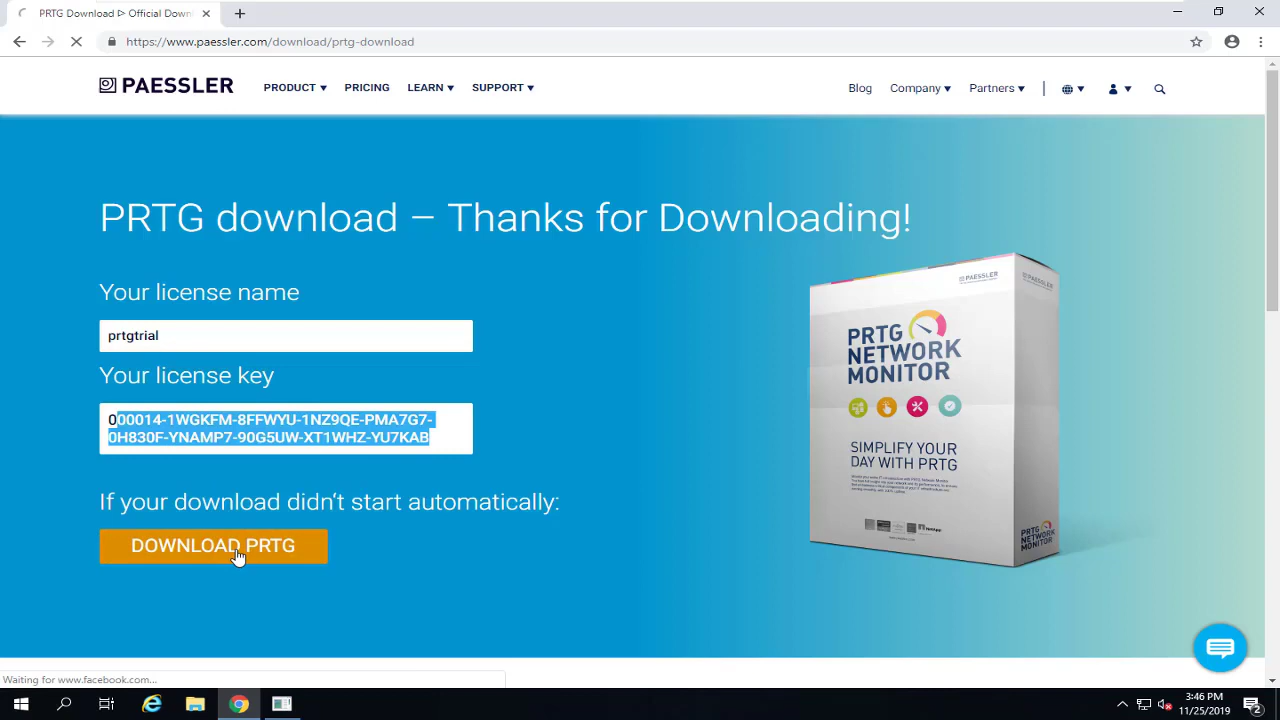 PRTG Download ᐅ Official Down
https://www.paessler.com/download/prtg-download
PAESSLER PRODUCT PRICING LEARN SUPPORT Blog Company Partners
PRTG download – Thanks for Downloading!
Your license name
prtgtrial
Your license key
000014-1WGKFM-8FFWYU-1NZ9QE-PMA7G7-
0H830F-YNAMP7-90G5UW-XT1WHZ-YU7KAB
If your download didn't start automatically:
DOWNLOAD PRTG
PAESSLER
PRTG
NETWORK
MONITOR
SIMPLIFY YOUR
DAY WITH PRTG
PAESSLER
PRTG
NETWORK
MONITOR
Waiting for www.facebook.com...
3:46 PM
11/25/2019
2